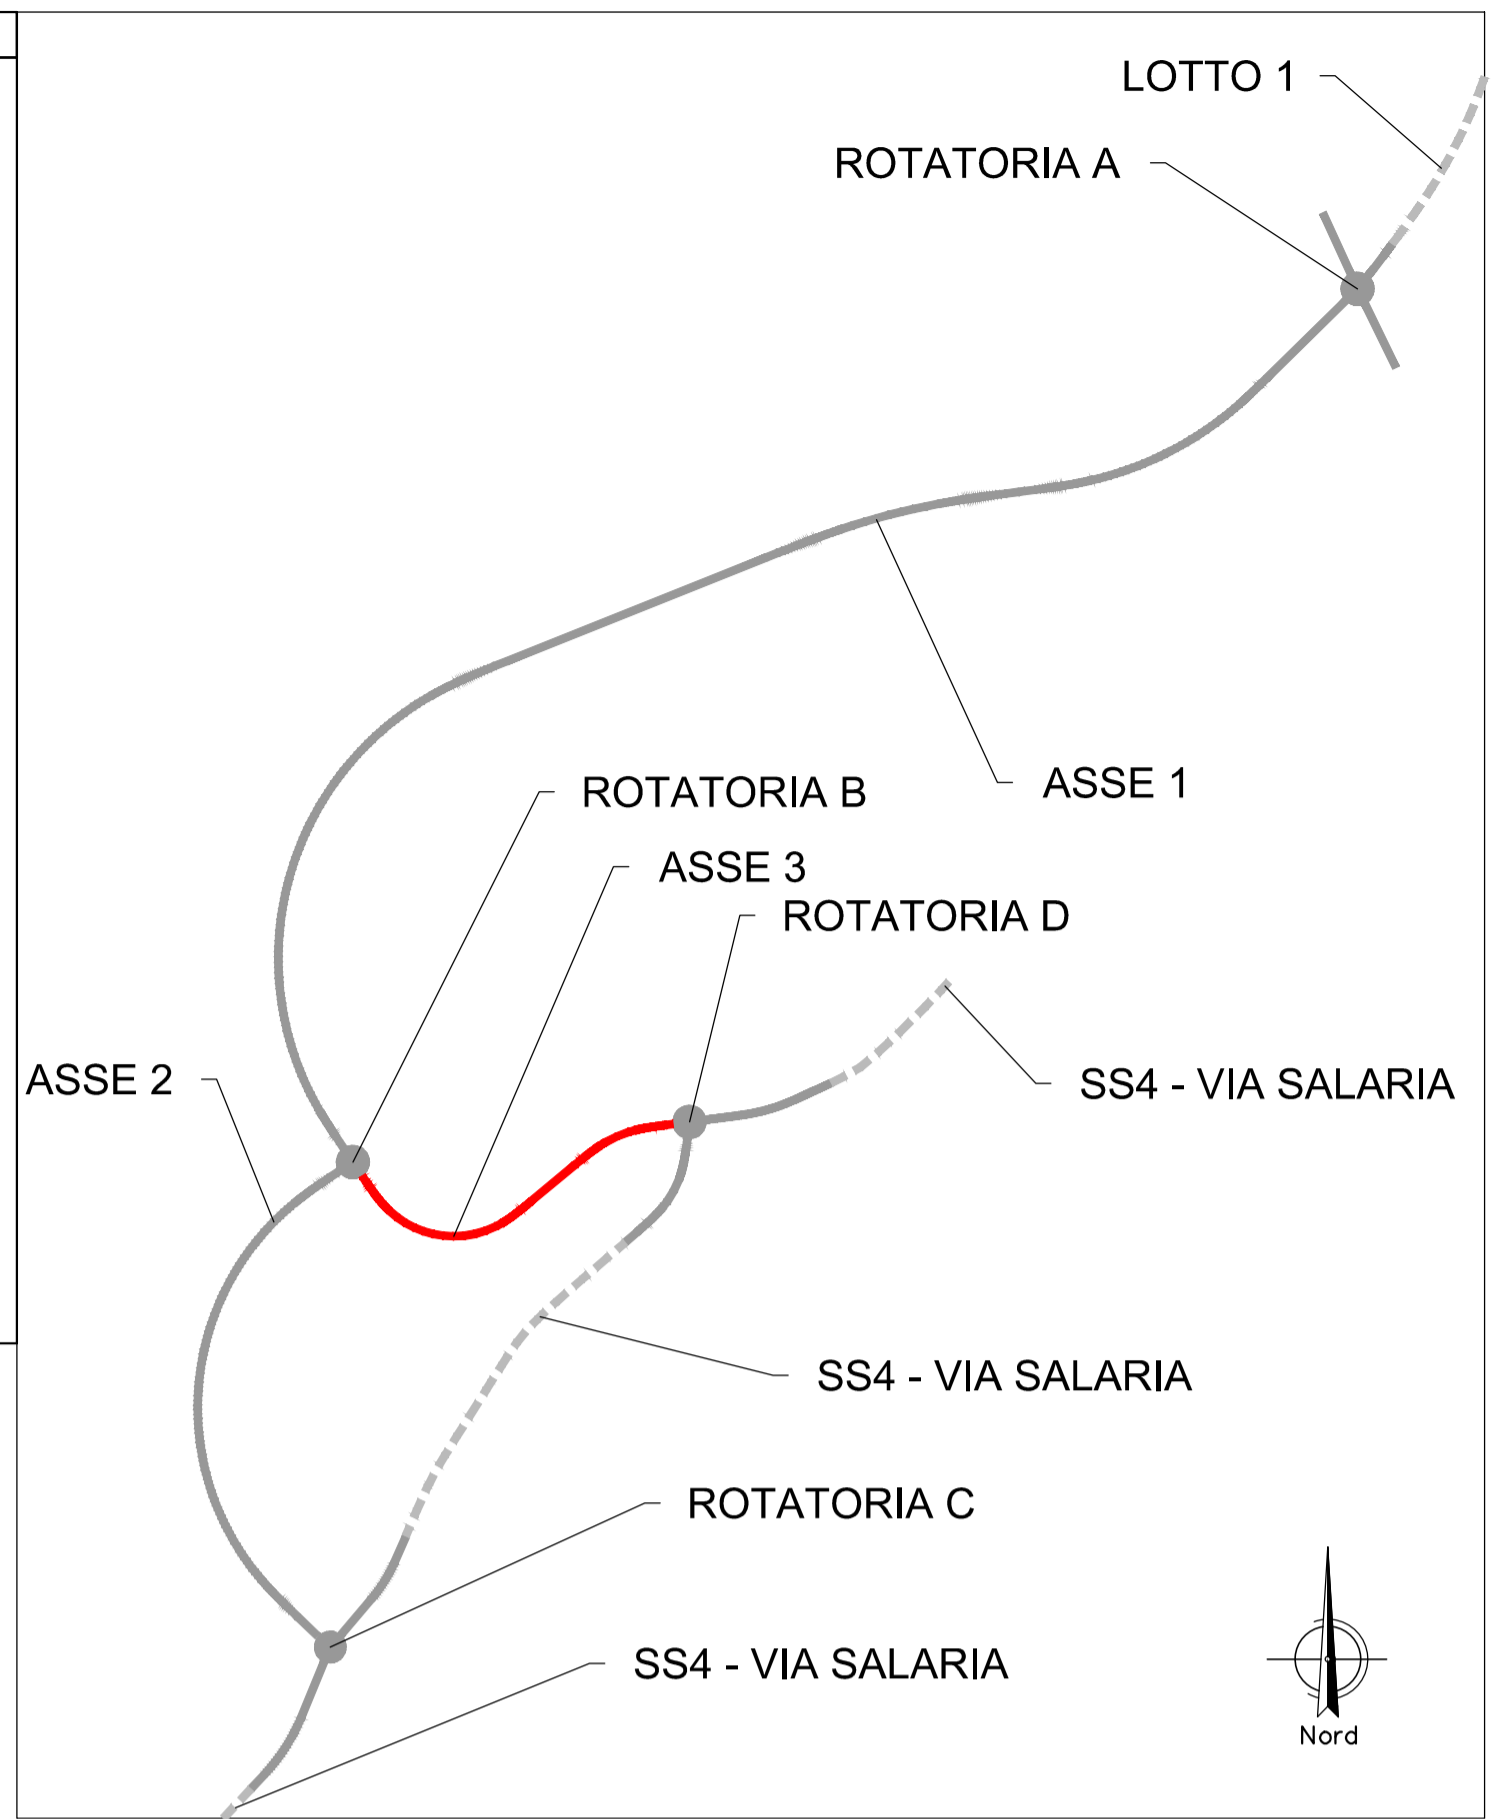 LOTTO 1
ROTATORIA A
ASSE 1
ROTATORIA B
ASSE 3
ROTATORIA D
ASSE 2
SS4 - VIA SALARIA
SS4 - VIA SALARIA
ROTATORIA C
SS4 - VIA SALARIA
Nord